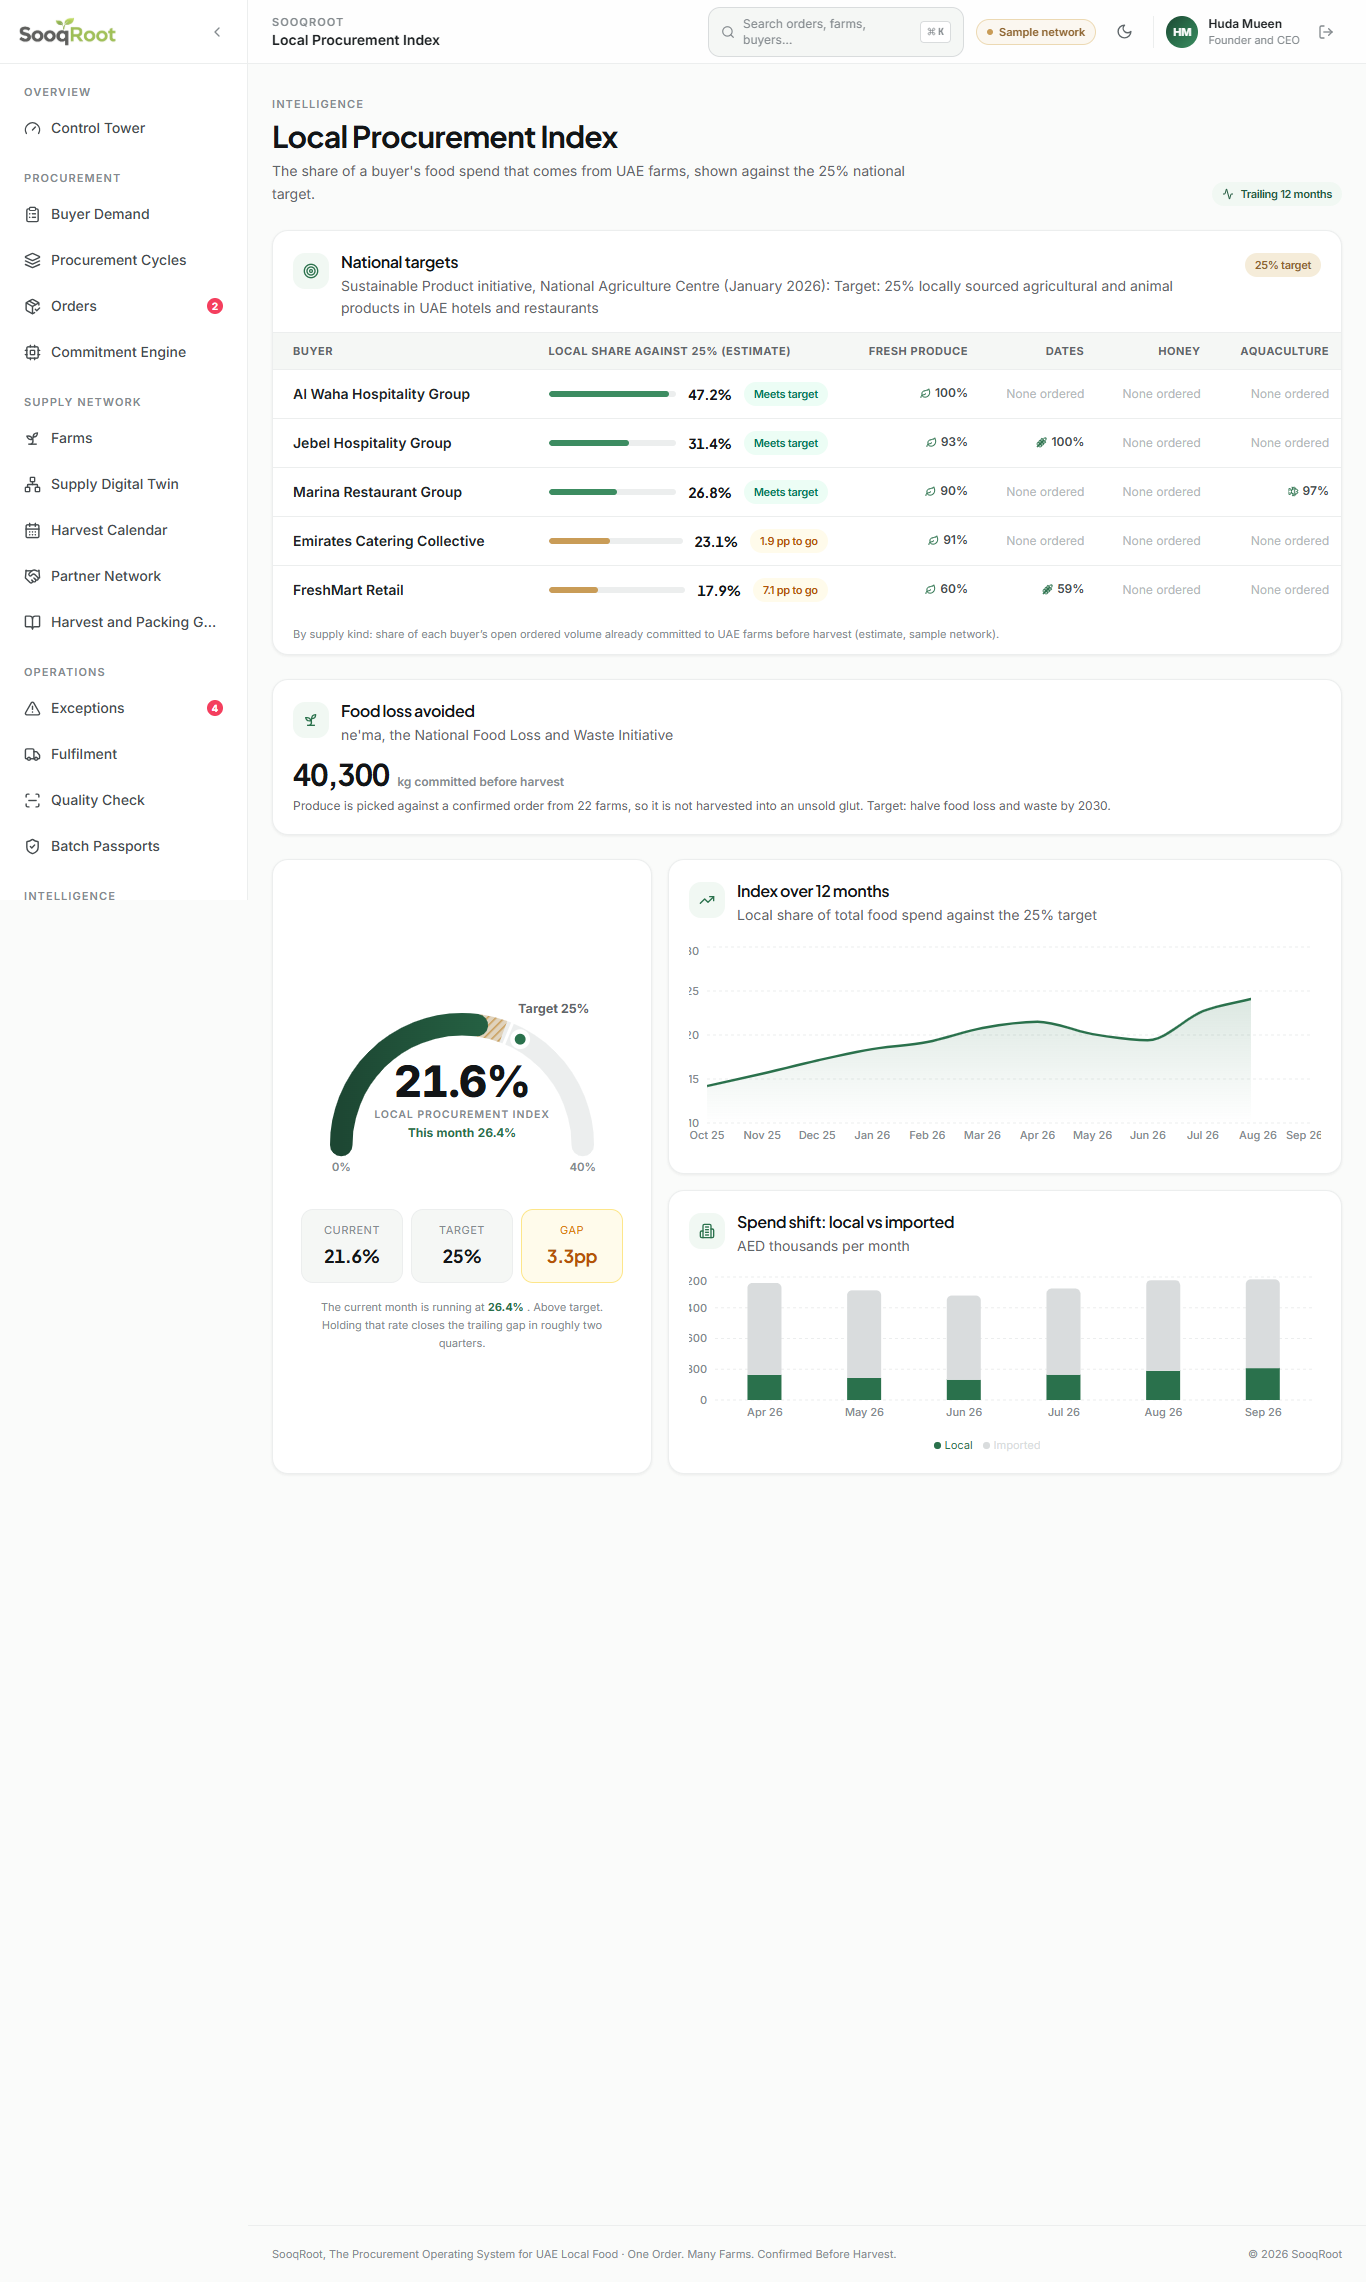 SooqRoot
OVERVIEW
Control Tower
PROCUREMENT
Buyer Demand
Procurement Cycles
Orders 2
Commitment Engine
SUPPLY NETWORK
Farms
Supply Digital Twin
Harvest Calendar
Partner Network
Harvest and Packing G...
OPERATIONS
Exceptions 4
Fulfilment
Quality Check
Batch Passports
INTELLIGENCE
SOOQROOT
Local Procurement Index
Search orders, farms,
buyers...
⌘K
Sample network
HM
Huda Mueen
Founder and CEO
INTELLIGENCE
Local Procurement Index
The share of a buyer's food spend that comes from UAE farms, shown against the 25% national
target.
Trailing 12 months
National targets
25% target
Sustainable Product initiative, National Agriculture Centre (January 2026): Target: 25% locally sourced agricultural and animal
products in UAE hotels and restaurants
BUYER LOCAL SHARE AGAINST 25% (ESTIMATE) FRESH PRODUCE DATES HONEY AQUACULTURE
Al Waha Hospitality Group 47.2% Meets target 100% None ordered None ordered None ordered
Jebel Hospitality Group 31.4% Meets target 93% 100% None ordered None ordered
Marina Restaurant Group 26.8% Meets target 90% None ordered None ordered 97%
Emirates Catering Collective 23.1% 1.9 pp to go 91% None ordered None ordered None ordered
FreshMart Retail 17.9% 7.1 pp to go 60% 59% None ordered None ordered
By supply kind: share of each buyer's open ordered volume already committed to UAE farms before harvest (estimate, sample network).
Food loss avoided
ne'ma, the National Food Loss and Waste Initiative
40,300 kg committed before harvest
Produce is picked against a confirmed order from 22 farms, so it is not harvested into an unsold glut. Target: halve food loss and waste by 2030.
Target 25%
21.6%
LOCAL PROCUREMENT INDEX
This month 26.4%
0% 40%
CURRENT TARGET GAP
21.6% 25% 3.3pp
The current month is running at 26.4% . Above target.
Holding that rate closes the trailing gap in roughly two
quarters.
Index over 12 months
Local share of total food spend against the 25% target
30
25
20
15
10
Oct 25 Nov 25 Dec 25 Jan 26 Feb 26 Mar 26 Apr 26 May 26 Jun 26 Jul 26 Aug 26 Sep 26
Spend shift: local vs imported
AED thousands per month
200
400
600
300
0
Apr 26 May 26 Jun 26 Jul 26 Aug 26 Sep 26
Local Imported
SooqRoot, The Procurement Operating System for UAE Local Food · One Order. Many Farms. Confirmed Before Harvest.
© 2026 SooqRoot